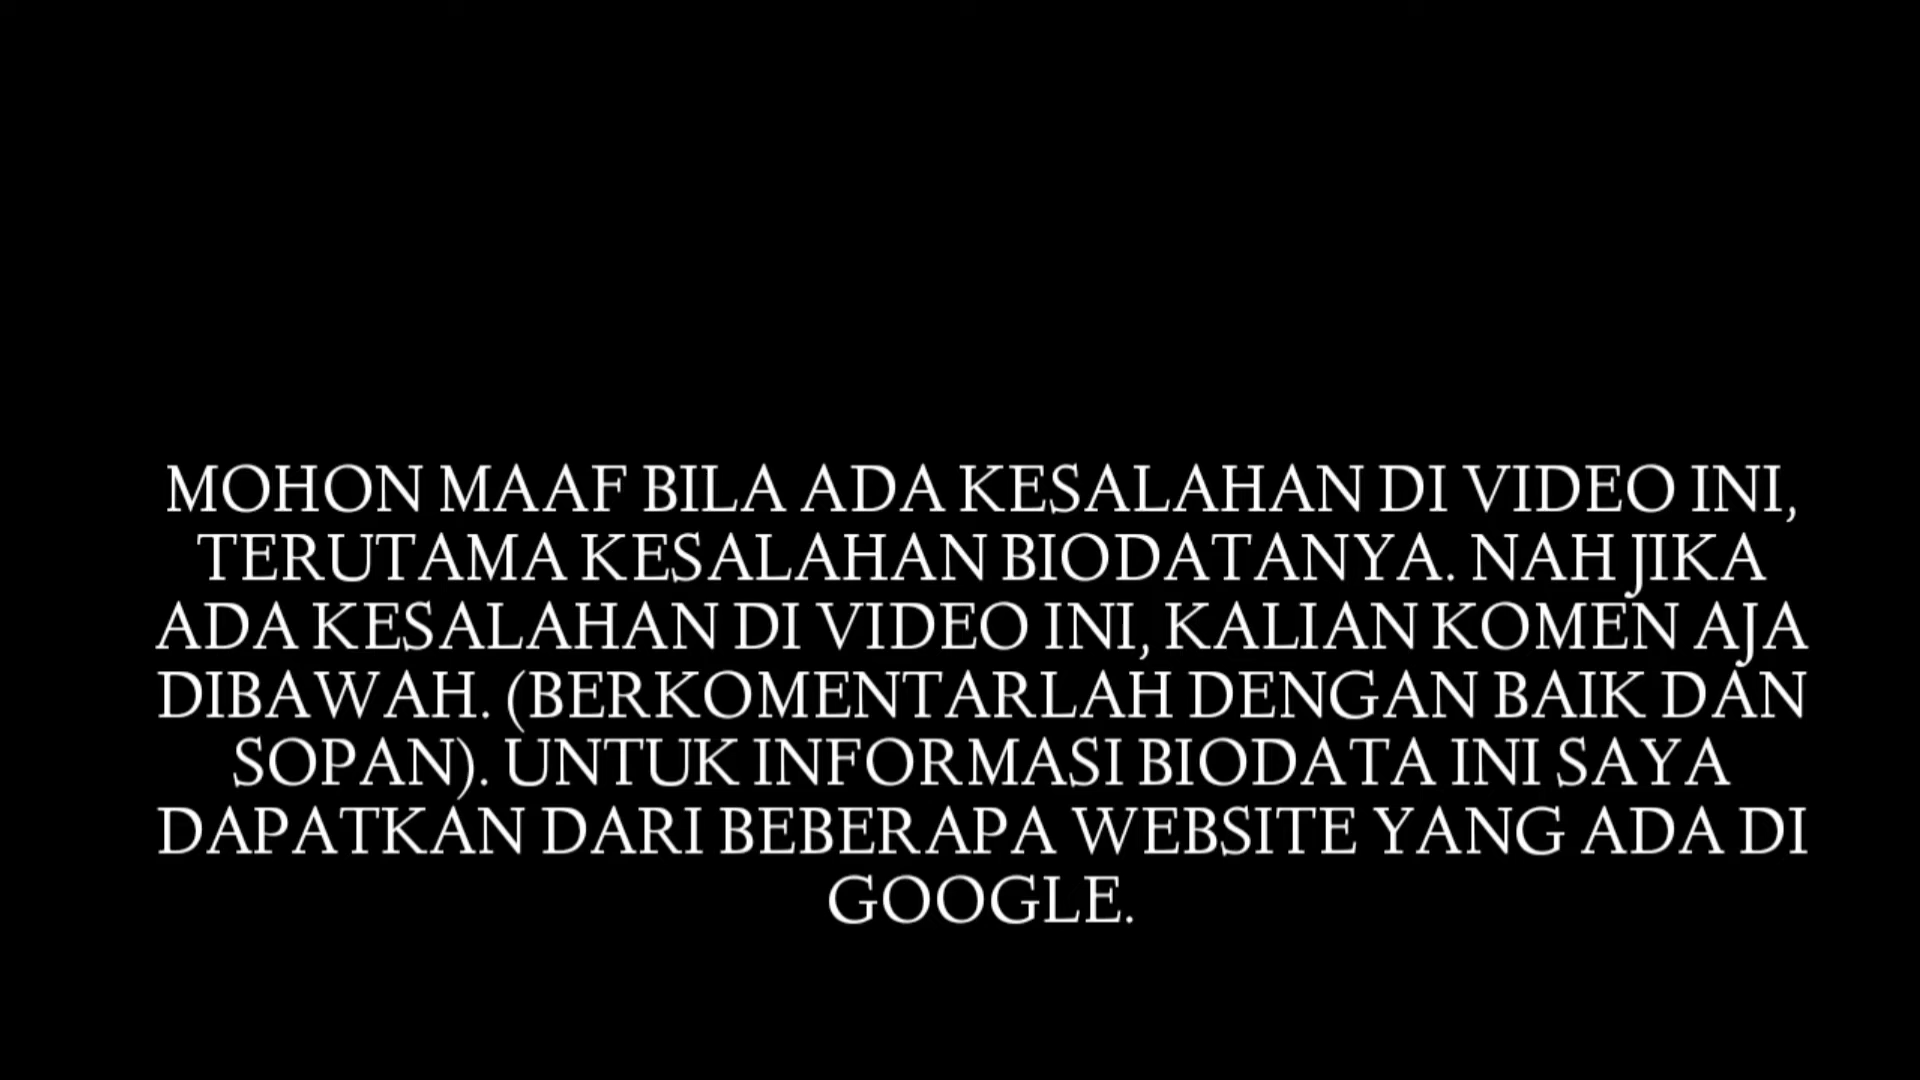 MOHON MAAF BILA ADA KESALAHAN DI VIDEO INI,
TERUTAMA KESALAHAN BIODATANYA. NAH JIKA
ADA KESALAHAN DI VIDEO INI, KALIAN KOMEN AJA
DIBAWAH. (BERKOMENTARLAH DENGAN BAIK DAN
SOPAN). UNTUK INFORMASI BIODATA INI SAYA
DAPATKAN DARI BEBERAPA WEBSITE YANG ADA DI
GOOGLE.